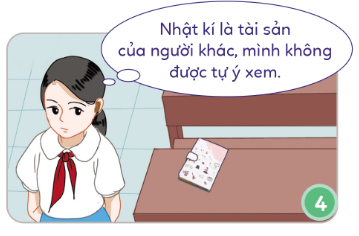 Nhật kí là tài sản
của người khác, mình không
được tự ý xem.
4